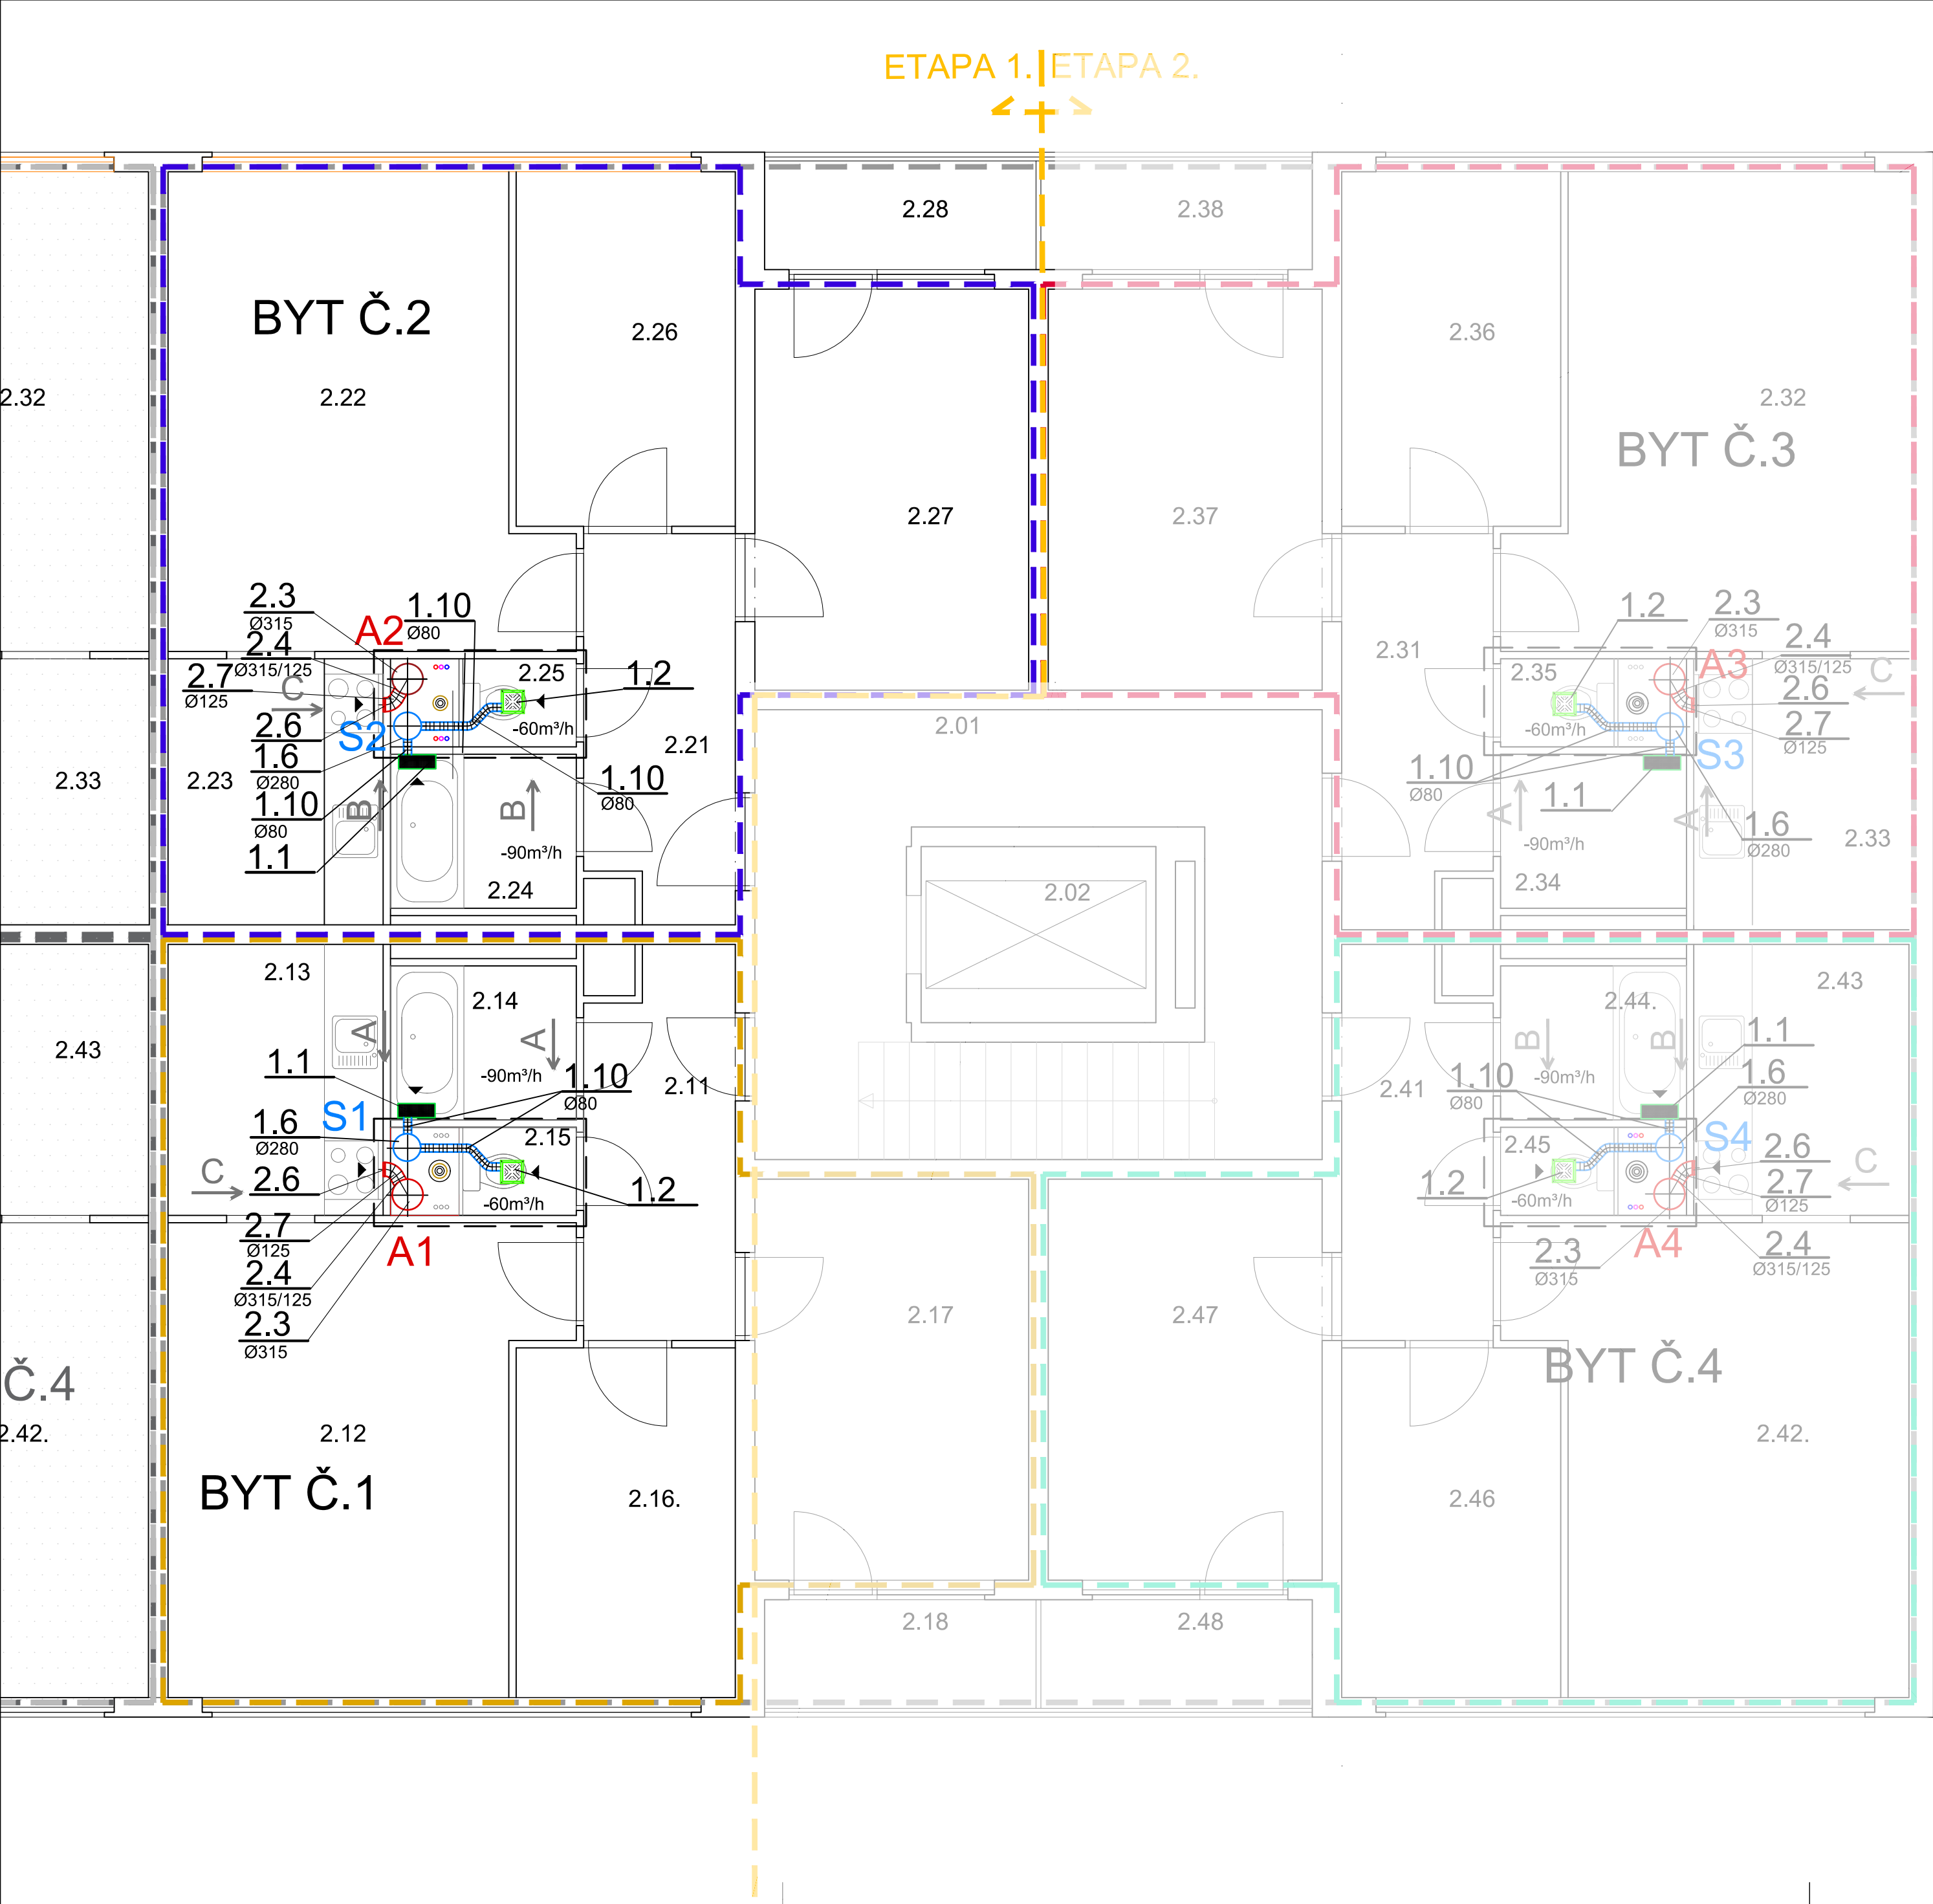 ETAPA 1.
ETAPA 2.
2.28
2.38
BYT Č.2
2.26
2.36
2.32
2.22
2.32
BYT Č.3
2.27
2.37
2.3
Ø315
A2
1.10
Ø80
2.4
Ø315/125
2.7
Ø125
C
2.25
1.2
2.6
S2
-60m³/h
1.6
Ø280
2.21
2.33
2.23
1.10
Ø80
B
B
1.10
Ø80
-90m³/h
1.1
2.24
2.01
2.02
1.2
2.3
Ø315
2.31
2.4
Ø315/125
2.35
A3
C
2.6
-60m³/h
2.7
Ø125
S3
1.10
Ø80
1.1
A
A
1.6
Ø280
-90m³/h
2.33
2.34
2.13
2.14
2.43
A
A
1.1
-90m³/h
1.10
Ø80
2.11
S1
1.6
Ø280
2.15
C
2.6
1.2
-60m³/h
2.7
Ø125
A1
2.4
Ø315/125
2.3
Ø315
2.43
2.44.
B
B
1.1
1.10
Ø80
-90m³/h
1.6
Ø280
2.41
S4
2.45
2.6
C
1.2
-60m³/h
2.7
Ø125
A4
2.3
Ø315
2.4
Ø315/125
2.17
2.47
Č.4
BYT Č.4
2.42.
2.12
2.42.
BYT Č.1
2.16.
2.46
2.18
2.48